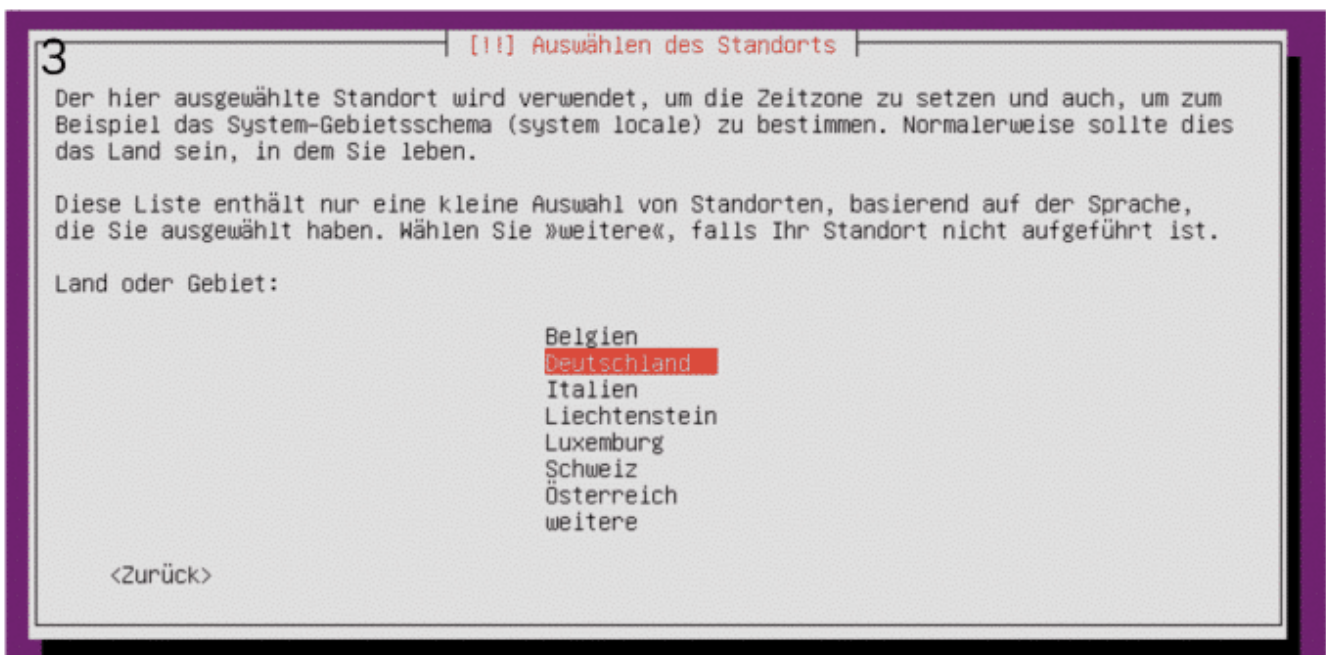 3
[!!] Auswählen des Standorts
Der hier ausgewählte Standort wird verwendet, um die Zeitzone zu setzen und auch, um zum
Beispiel das System-Gebietsschema (system locale) zu bestimmen. Normalerweise sollte dies
das Land sein, in dem Sie leben.
Diese Liste enthält nur eine kleine Auswahl von Standorten, basierend auf der Sprache,
die Sie ausgewählt haben. Wählen Sie »weitere«, falls Ihr Standort nicht aufgeführt ist.
Land oder Gebiet:
Belgien
Deutschland
Italien
Liechtenstein
Luxemburg
Schweiz
Österreich
weitere
<Zurück>